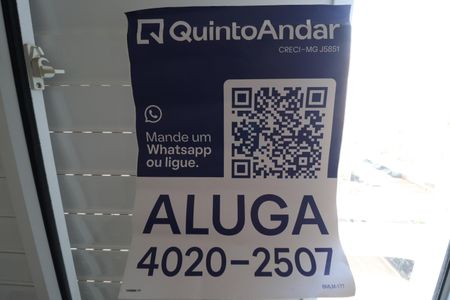 QuintoAndar
CRECI-MG J5851
Mande um
Whatsapp
ou ligue.
ALUGA
4020-2507